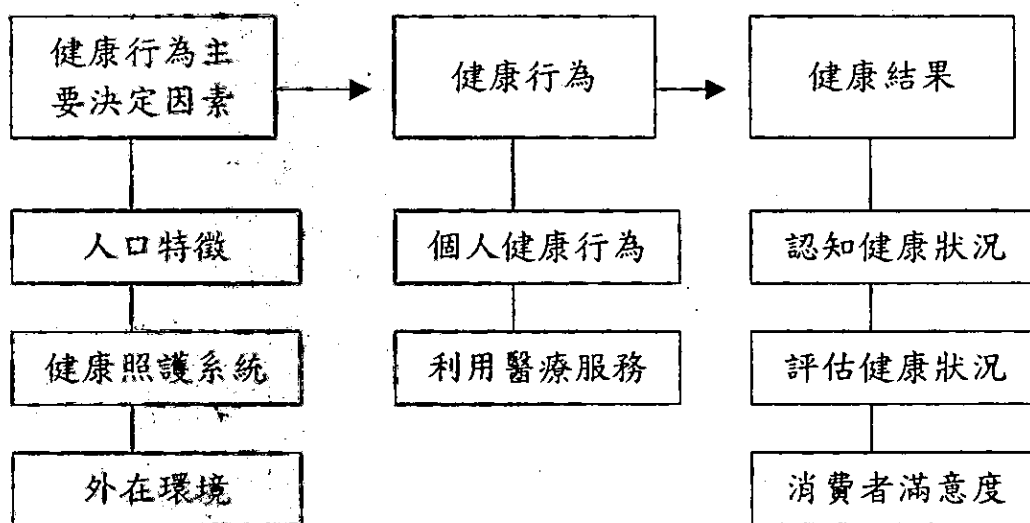 健康行為主
要決定因素
健康行為
健康結果
人口特徵
個人健康行為
認知健康狀況
健康照護系統
利用醫療服務
評估健康狀況
外在環境
消費者滿意度